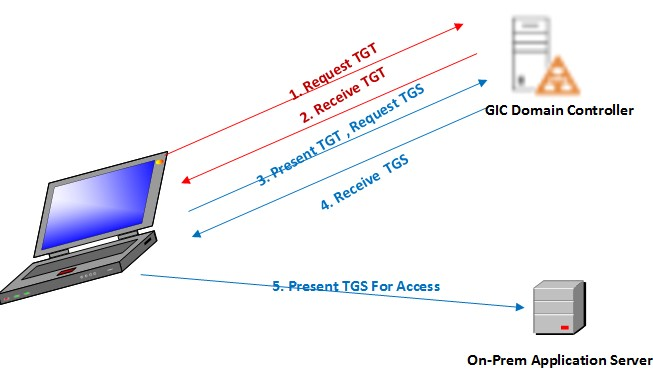 1. Request TGT
2. Receive TGT
3. Present TGT , Request TGS
4. Receive TGS
GIC Domain Controller
5. Present TGS For Access
On-Prem Application Server